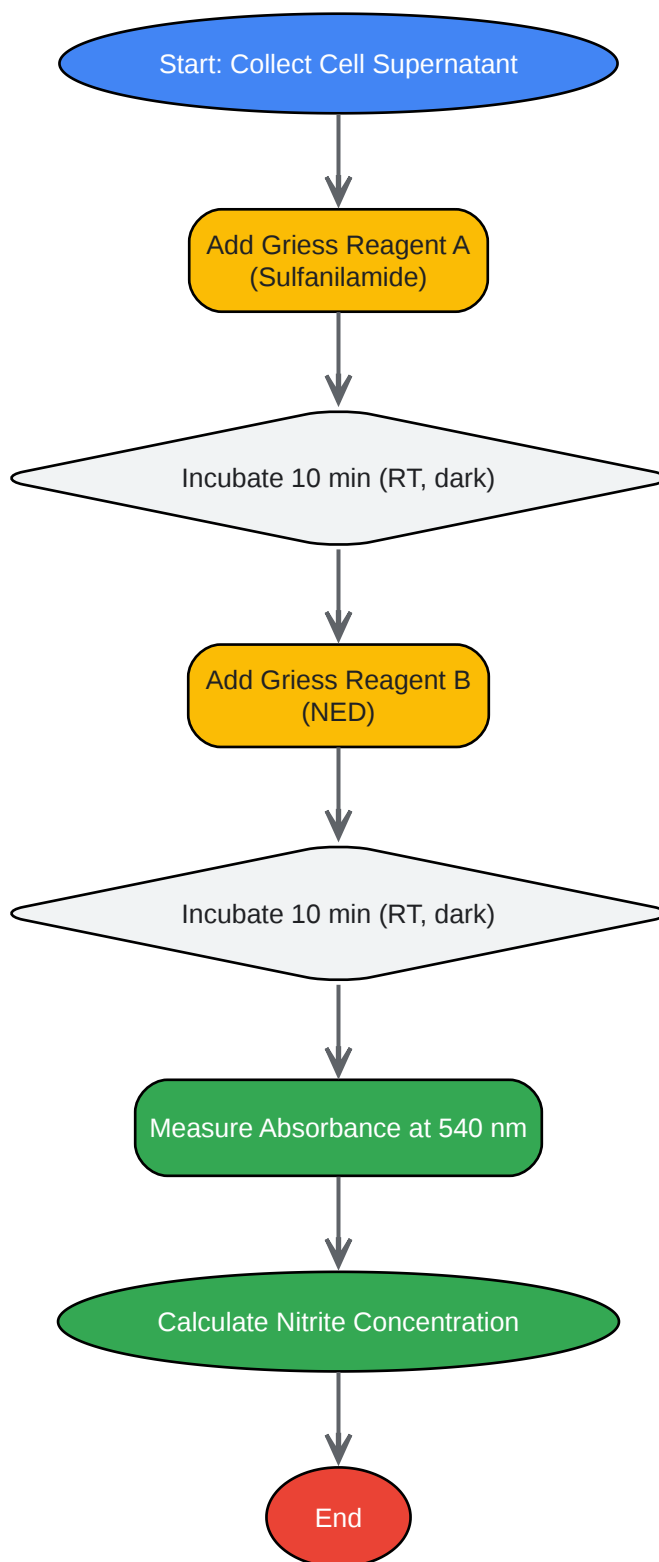 Start: Collect Cell Supernatant
Add Griess Reagent A
(Sulfanilamide)
Incubate 10 min (RT, dark)
Add Griess Reagent B
(NED)
Incubate 10 min (RT, dark)
Measure Absorbance at 540 nm
Calculate Nitrite Concentration
End